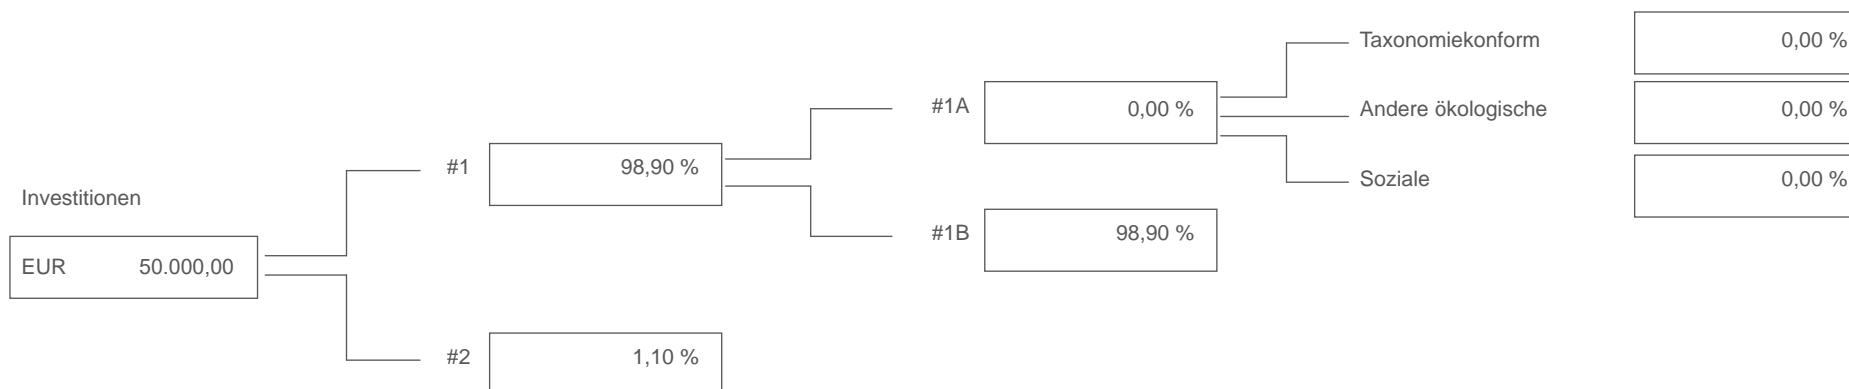 Investitionen
EUR 50.000,00
#1 98,90 %
#2 1,10 %
#1A 0,00 %
#1B 98,90 %
Taxonomiekonform 0,00 %
Andere ökologische 0,00 %
Soziale 0,00 %